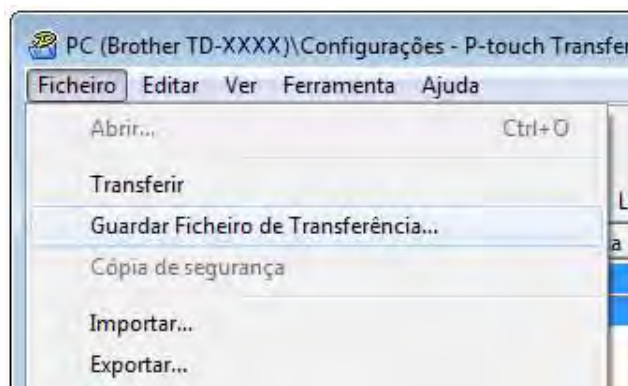 PC (Brother TD-XXXX)\Configurações - P-touch Transfer
Ficheiro Editar Ver Ferramenta Ajuda
Abrir... Ctrl+O
Transferir
Guardar Ficheiro de Transferência...
Cópia de segurança
Importar...
Exportar...